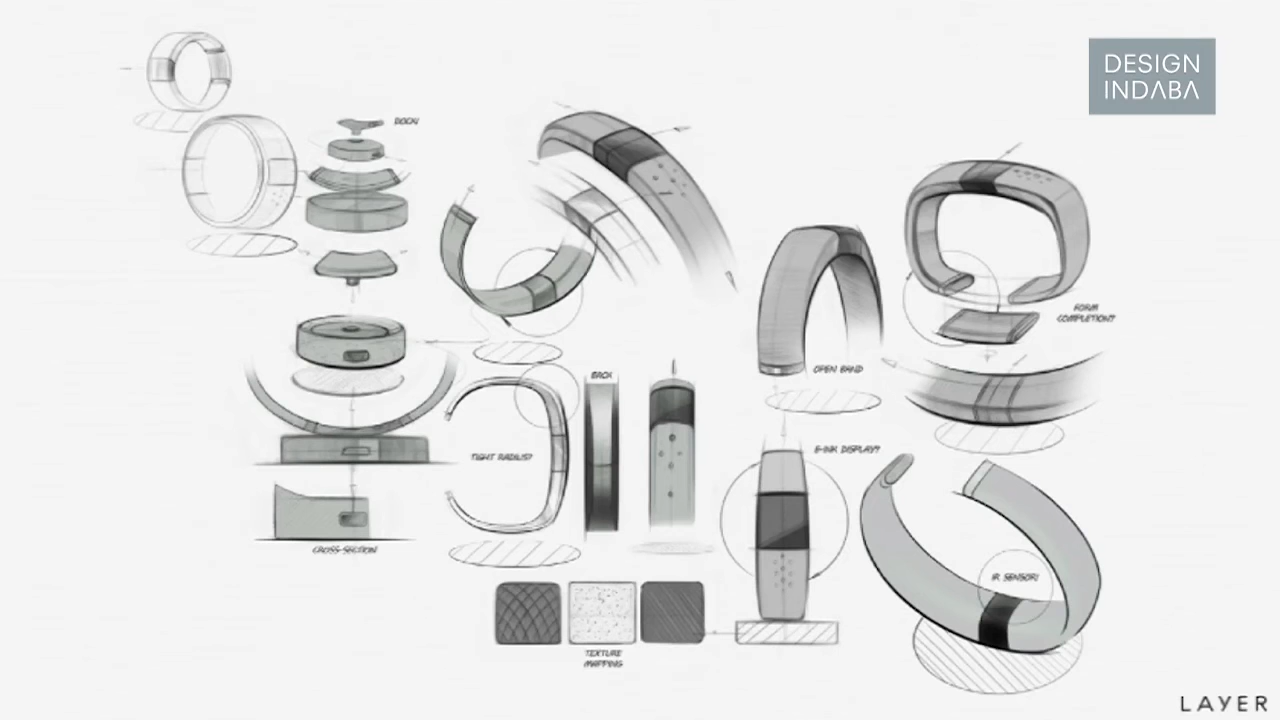 DESIGN
INDABA
DOCK!
FORM
COMPLETION?
OPEN BAND
BACK
E-INK DISPLAY?
TIGHT RADIUS?
CROSS-SECTION
IR SENSOR!
TEXTURE
MAPPING
LAYER